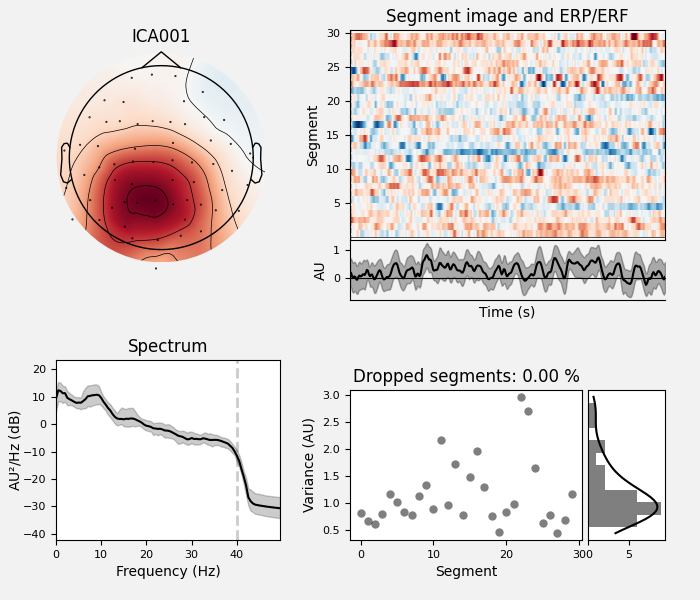 ICA001
Segment image and ERP/ERF
Segment
30
25
20
15
10
5
AU
1
0
Time (s)
Spectrum
AU²/Hz (dB)
20
10
0
−10
−20
−30
−40
0 10 20 30 40
Frequency (Hz)
Dropped segments: 0.00 %
Variance (AU)
3.0
2.5
2.0
1.5
1.0
0.5
0 10 20 30
Segment
0 5